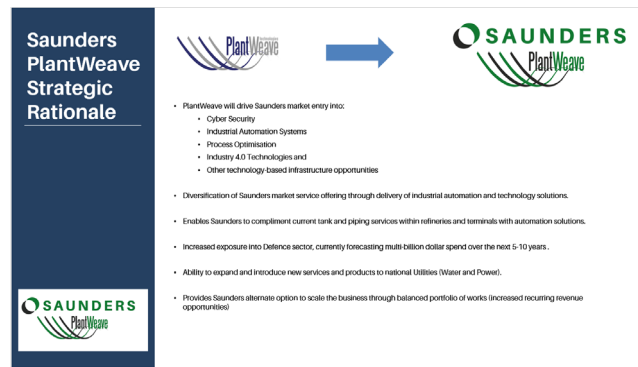 Saunders
PlantWeave
Strategic
Rationale
PlantWeave
SAUNDERS
PlantWeave
• PlantWeave will drive Saunders market entry into:
• Cyber Security
• Industrial Automation Systems
• Process Optimisation
• Industry 4.0 Technologies and
• Other technology-based infrastructure opportunities
• Diversification of Saunders market service offering through delivery of industrial automation and technology solutions.
• Enables Saunders to compliment current tank and piping services within refineries and terminals with automation solutions.
• Increased exposure into Defence sector, currently forecasting multi-billion dollar spend over the next 5-10 years .
• Ability to expand and introduce new services and products to national Utilities (Water and Power).
• Provides Saunders alternate option to scale the business through balanced portfolio of works (increased recurring revenue
opportunities)
SAUNDERS
PlantWeave